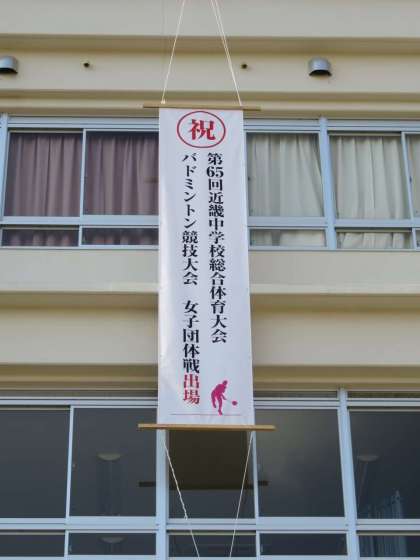 祝
第65回近畿中学校総合体育大会
バドミントン競技大会　女子団体戦出場